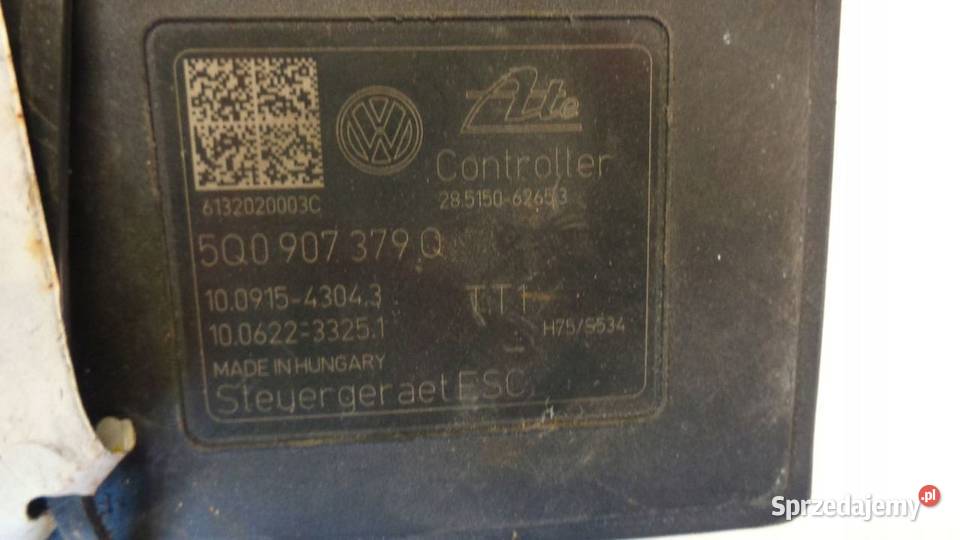 VW
Ate
Controller
28.5150-6265.3
6132020003C
5Q0 907 379 Q
10.0915-4304.3
TT1
10.0622-3325.1
H75/S534
MADE IN HUNGARY
Steuergeraet ESC
Sprzedajemy .pl